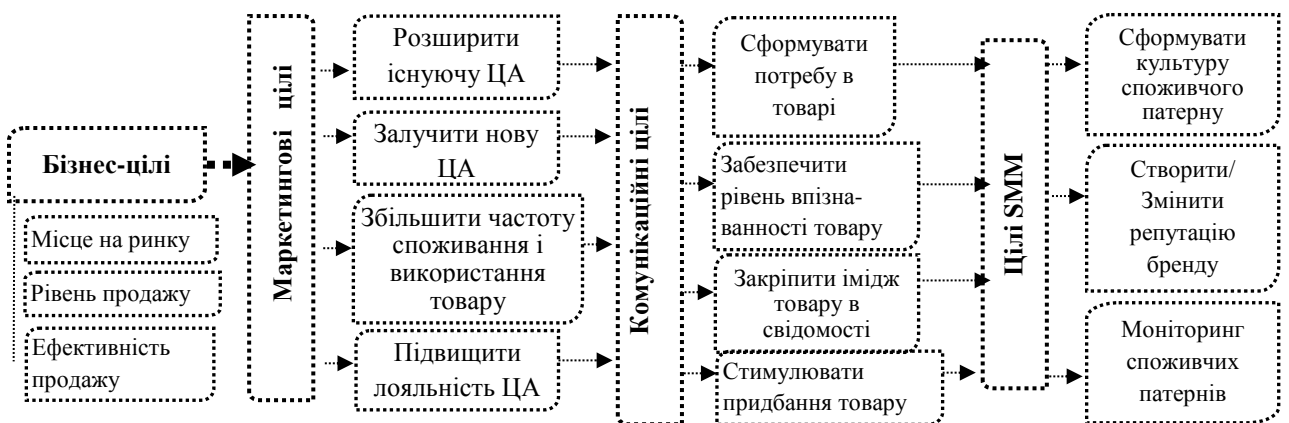 Бізнес-цілі
Місце на ринку
Рівень продажу
Ефективність
продажу
Маркетингові цілі
Розширити
існуючу ЦА
Залучити нову
ЦА
Збільшити частоту
споживання і
використання
товару
Підвищити
лояльність ЦА
Комунікаційні цілі
Сформувати
потребу в
товарі
Забезпечити
рівень впізна-
ванності товару
Закріпити імідж
товару в
свідомості
Стимулювати
придбання товару
Цілі SMM
Сформувати
культуру
споживчого
патерну
Створити/
Змінити
репутацію
бренду
Моніторинг
споживчих
патернів